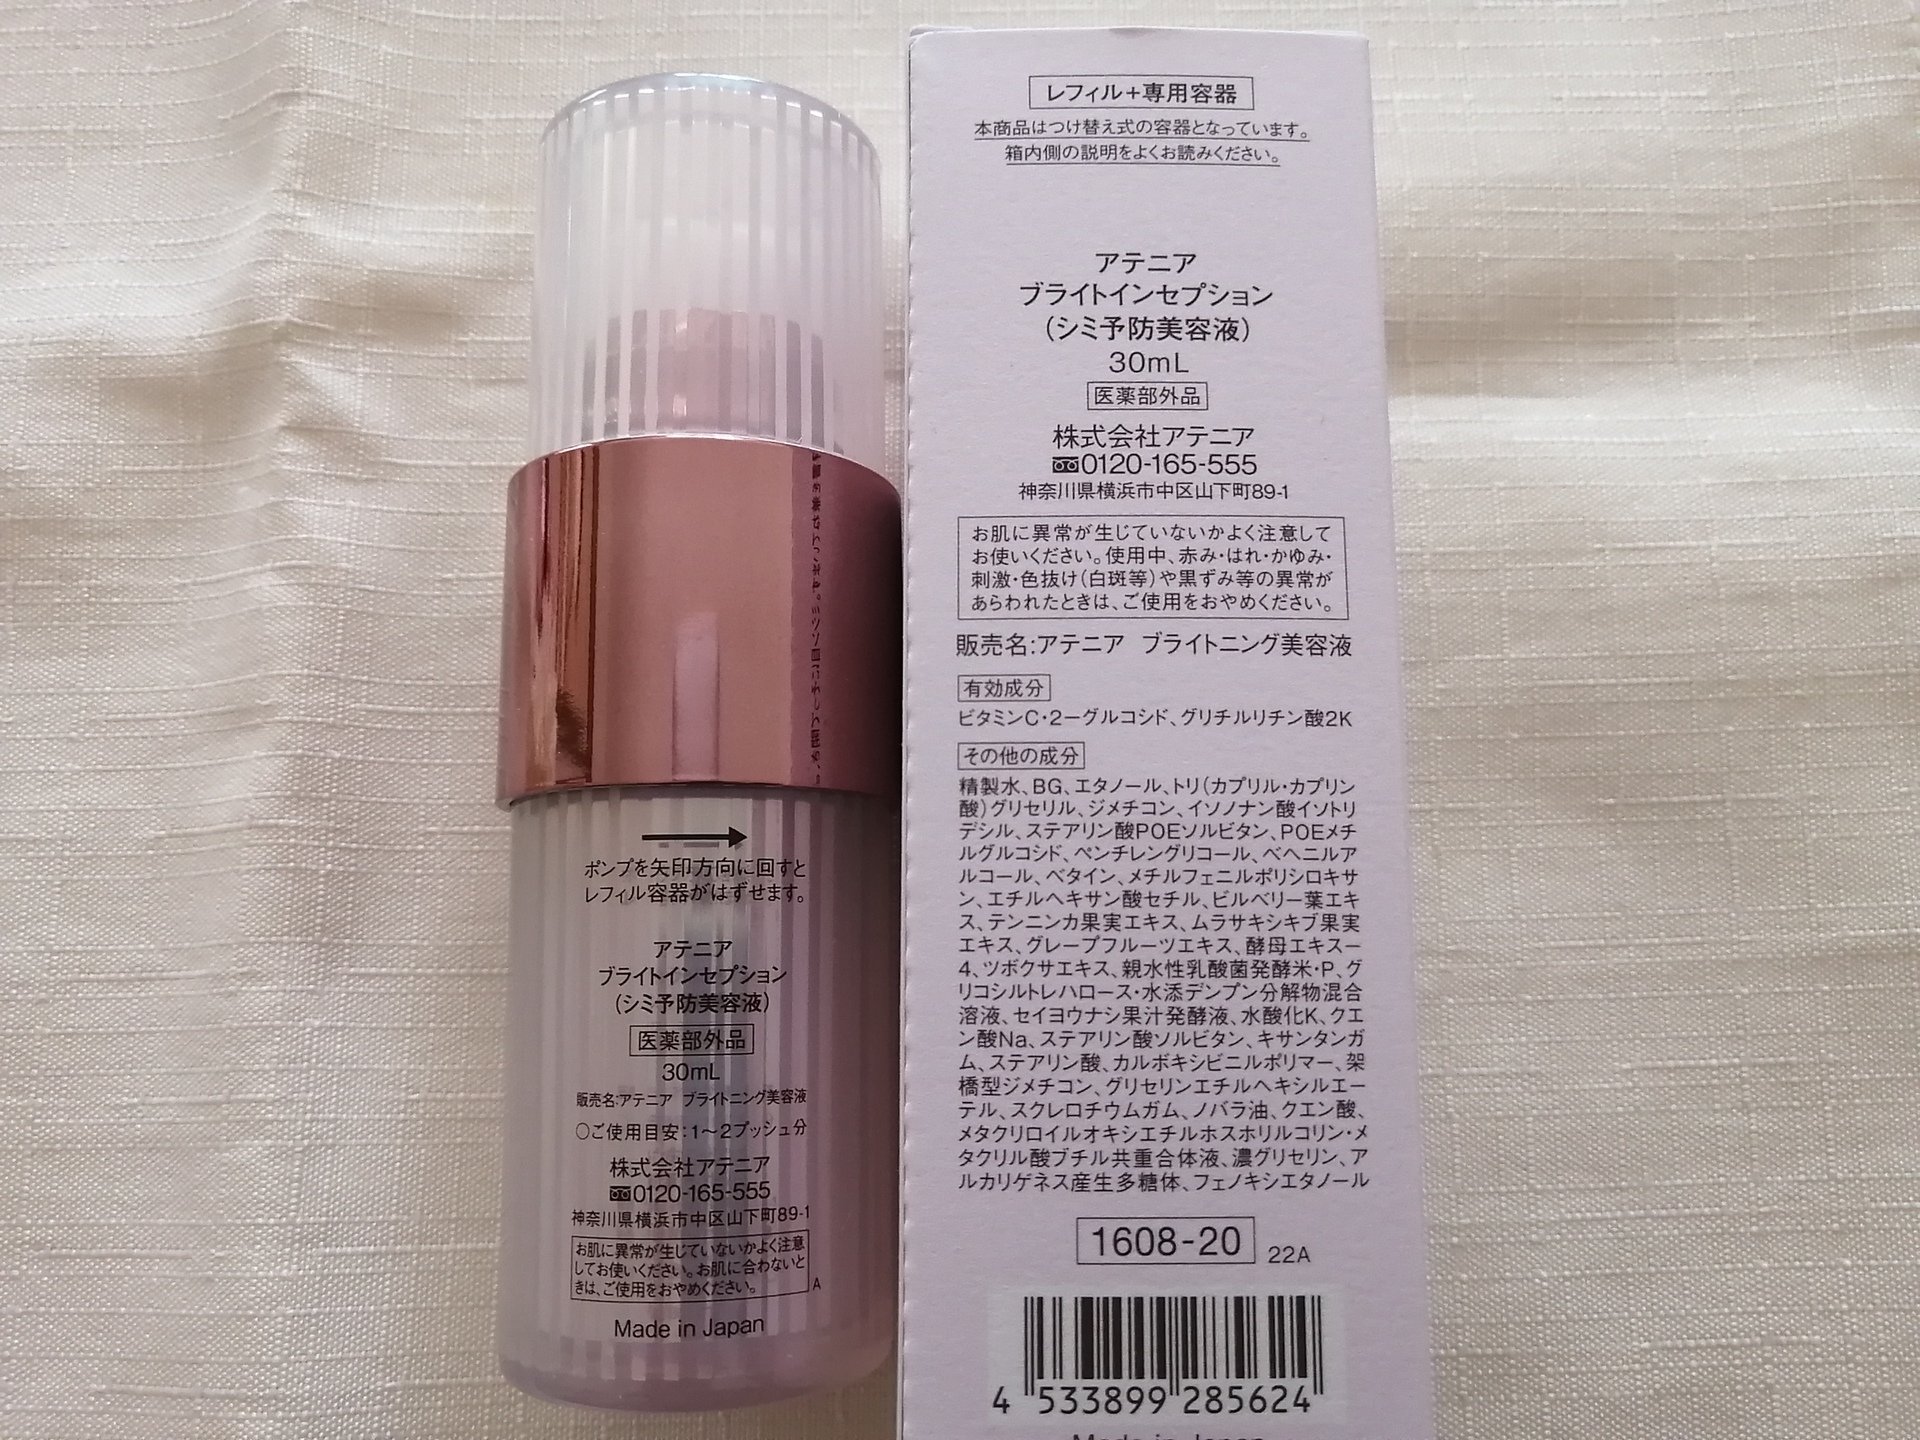 ポンプを矢印方向に回すと
レフィル容器がはずせます。
アテニア
ブライトインセプション
(シミ予防美容液)
医薬部外品
30mL
販売名:アテニア ブライトニング美容液
○ご使用目安:1〜2プッシュ分
株式会社アテニア
0120-165-555
神奈川県横浜市中区山下町89-1
お肌に異常が生じていないかよく注意
してお使いください。お肌に合わないと
きは、ご使用をおやめください。
A
Made in Japan
レフィル+専用容器
本商品はつけ替え式の容器となっています。
箱内側の説明をよくお読みください。
アテニア
ブライトインセプション
(シミ予防美容液)
30mL
医薬部外品
株式会社アテニア
0120-165-555
神奈川県横浜市中区山下町89-1
お肌に異常が生じていないかよく注意して
お使いください。使用中、赤み・はれ・かゆみ・
刺激・色抜け(白斑等)や黒ずみ等の異常が
あらわれたときは、ご使用をおやめください。
販売名:アテニア ブライトニング美容液
有効成分
ビタミンC・2-グルコシド、グリチルリチン酸2K
その他の成分
精製水、BG、エタノール、トリ(カプリル・カプリン
酸)グリセリル、ジメチコン、イソノナン酸イソトリ
デシル、ステアリン酸POEソルビタン、POEメチ
ルグルコシド、ペンチレングリコール、ベヘニルア
ルコール、ベタイン、メチルフェニルポリシロキサ
ン、エチルヘキサン酸セチル、ビルベリー葉エキ
ス、テンニンカ果実エキス、ムラサキシキブ果実
エキス、グレープフルーツエキス、酵母エキス-
4、ツボクサエキス、親水性乳酸菌発酵米・P、グ
リコシルトレハロース・水添デンプン分解物混合
溶液、セイヨウナシ果汁発酵液、水酸化K、クエ
ン酸Na、ステアリン酸ソルビタン、キサンタンガ
ム、ステアリン酸、カルボキシビニルポリマー、架
橋型ジメチコン、グリセリンエチルヘキシルエー
テル、スクレロチウムガム、ノバラ油、クエン酸、
メタクリロイルオキシエチルホスホリルコリン・メ
タクリル酸ブチル共重合体液、濃グリセリン、ア
ルカリゲネス産生多糖体、フェノキシエタノール
1608-20 22A
4 533899 285624
Made in Japan